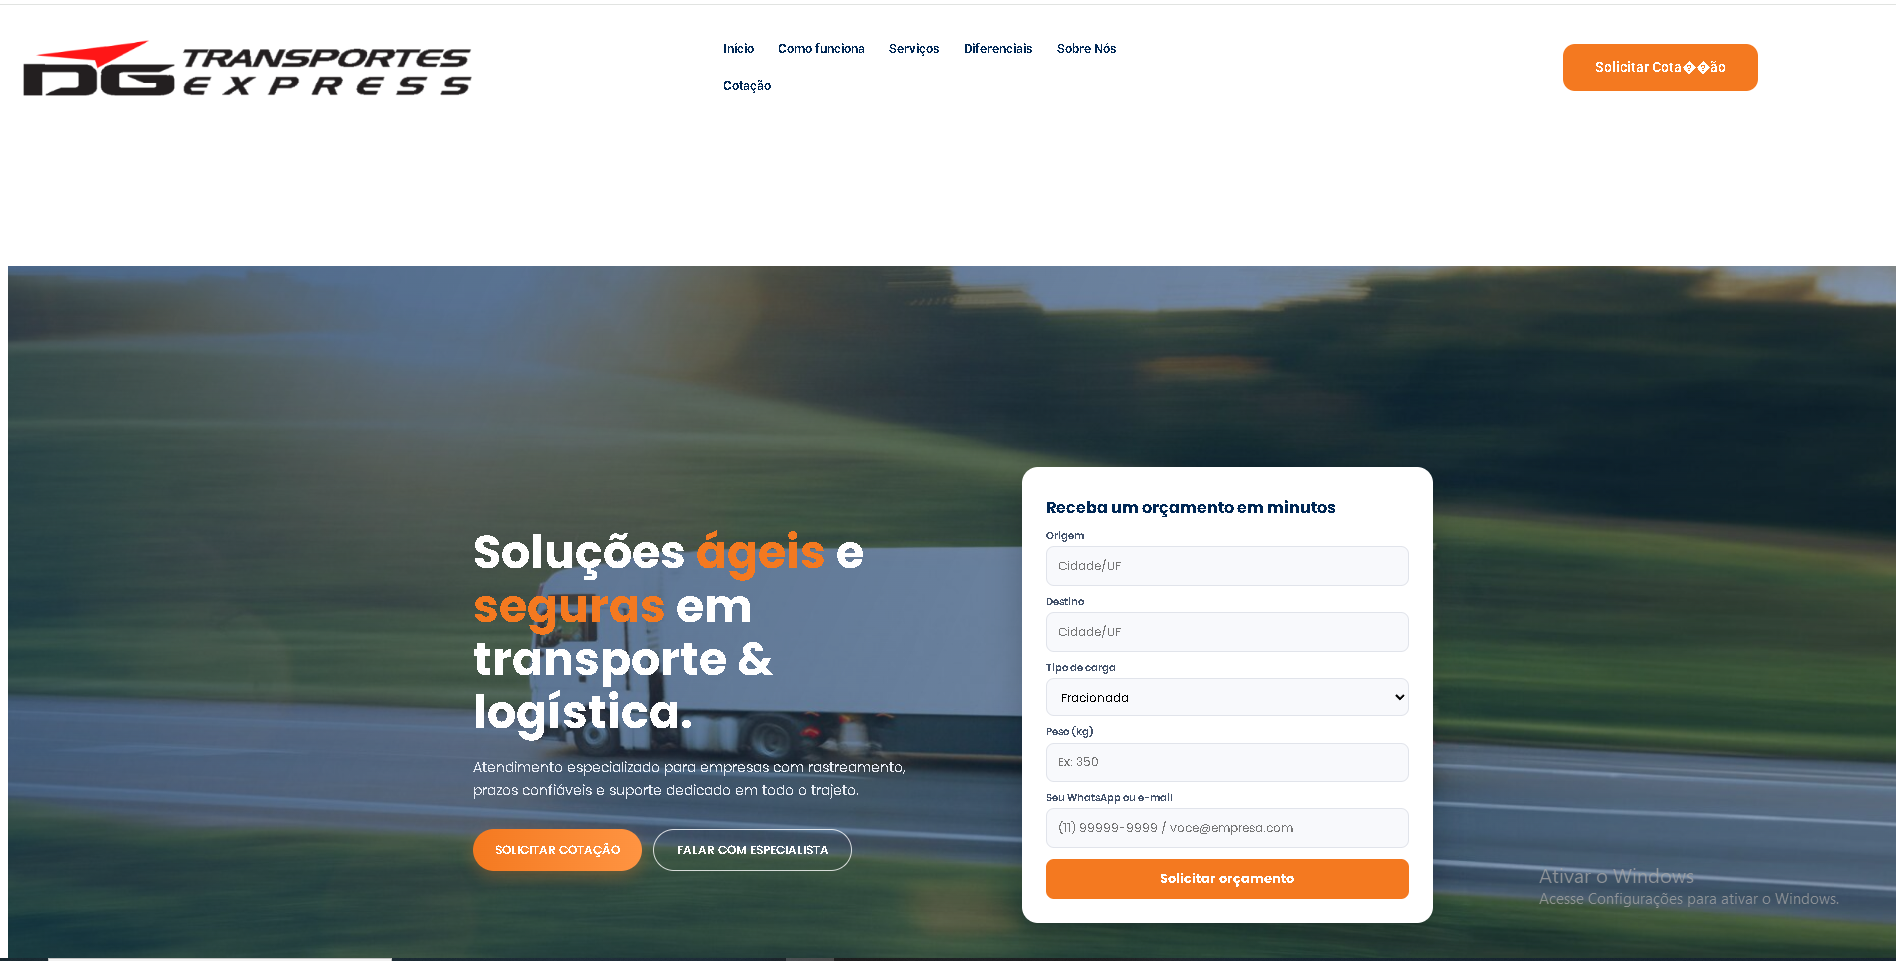 DG TRANSPORTES
EXPRESS
Início Como funciona Serviços Diferenciais Sobre Nós
Cotação
Solicitar Cota��ão
Soluções ágeis e
seguras em
transporte &
logística.
Atendimento especializado para empresas com rastreamento,
prazos confiáveis e suporte dedicado em todo o trajeto.
SOLICITAR COTAÇÃO
FALAR COM ESPECIALISTA
Receba um orçamento em minutos
Origem
Cidade/UF
Destino
Cidade/UF
Tipo de carga
Fracionada
Peso (kg)
Ex: 350
Seu WhatsApp ou e-mail
(11) 99999-9999 / voce@empresa.com
Solicitar orçamento
Ativar o Windows
Acesse Configurações para ativar o Windows.